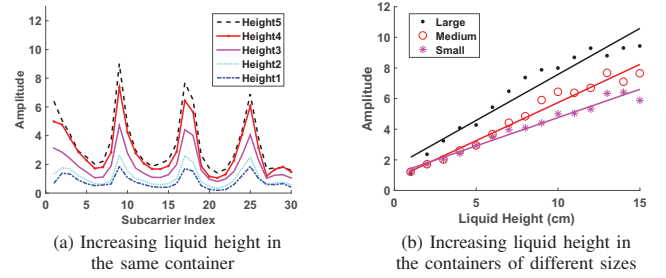 12
10
8
6
4
2
0
Amplitude
Height5
Height4
Height3
Height2
Height1
0 5 10 15 20 25 30
Subcarrier Index
(a) Increasing liquid height in
the same container
12
10
8
6
4
2
0
Amplitude
Large
Medium
Small
0 5 10 15
Liquid Height (cm)
(b) Increasing liquid height in
the containers of different sizes